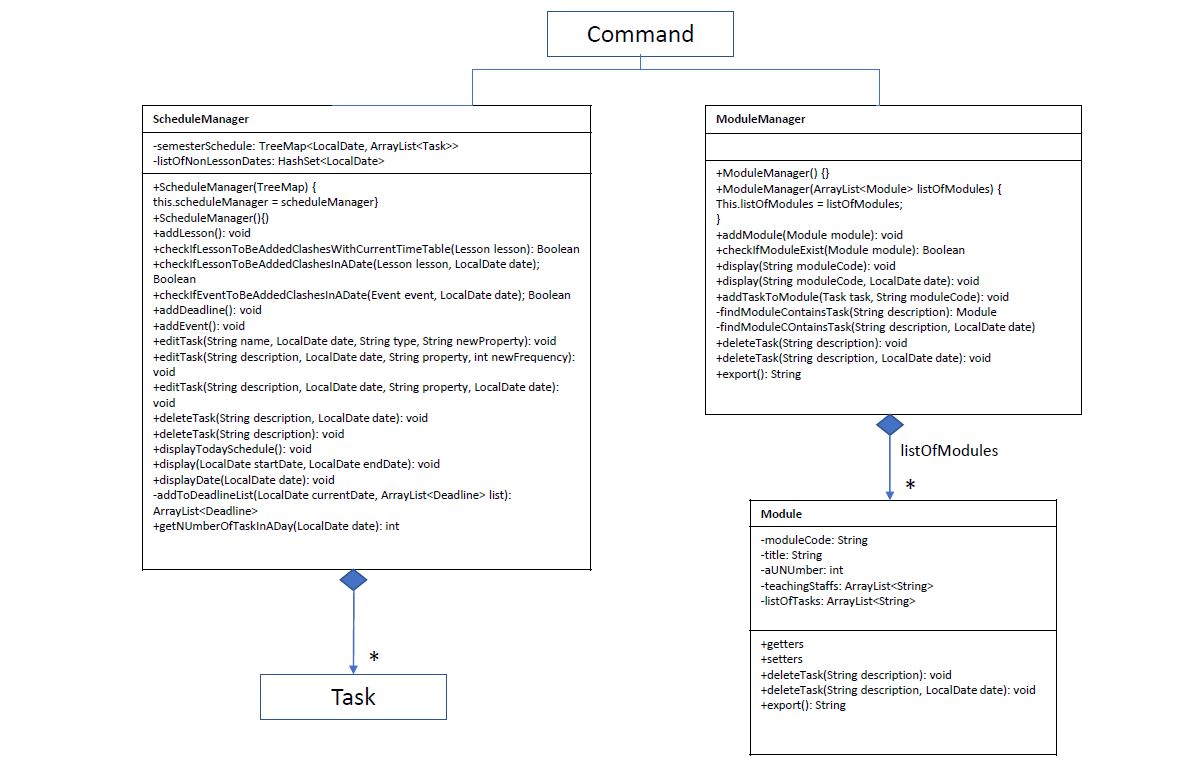 Command
ScheduleManager
-semesterSchedule: TreeMap<LocalDate, ArrayList<Task>>
-listOfNonLessonDates: HashSet<LocalDate>
+ScheduleManager(TreeMap) {
this.scheduleManager = scheduleManager}
+ScheduleManager(){)
+addLesson(): void
+checkIfLessonToBeAddedClashesWithCurrentTimeTable(Lesson lesson): Boolean
+checkIfLessonToBeAddedClashesInADate(Lesson lesson, LocalDate date);
Boolean
+checkIfEventToBeAddedClashesInADate(Event event, LocalDate date); Boolean
+addDeadline(): void
+addEvent(): void
+editTask(String name, LocalDate date, String type, String newProperty): void
+editTask(String description, LocalDate date, String property, int newFrequency):
void
+editTask(String description, LocalDate date, String property, LocalDate date):
void
+deleteTask(String description, LocalDate date): void
+deleteTask(String description): void
+displayTodaySchedule(): void
+display(LocalDate startDate, LocalDate endDate): void
+displayDate(LocalDate date): void
-addToDeadlineList(LocalDate currentDate, ArrayList<Deadline> list):
ArrayList<Deadline>
+getNUmberOfTaskInADay(LocalDate date): int
*
Task
ModuleManager
+ModuleManager() {}
+ModuleManager(ArrayList<Module> listOfModules) {
This.listOfModules = listOfModules;
}
+addModule(Module module): void
+checkIfModuleExist(Module module): Boolean
+display(String moduleCode): void
+display(String moduleCode, LocalDate date): void
+addTaskToModule(Task task, String moduleCode): void
-findModuleContainsTask(String description): Module
-findModuleCOntainsTask(String description, LocalDate date)
+deleteTask(String description): void
+deleteTask(String description, LocalDate date): void
+export(): String
listOfModules
*
Module
-moduleCode: String
-title: String
-aUNUmber: int
-teachingStaffs: ArrayList<String>
-listOfTasks: ArrayList<String>
+getters
+setters
+deleteTask(String description): void
+deleteTask(String description, LocalDate date): void
+export(): String